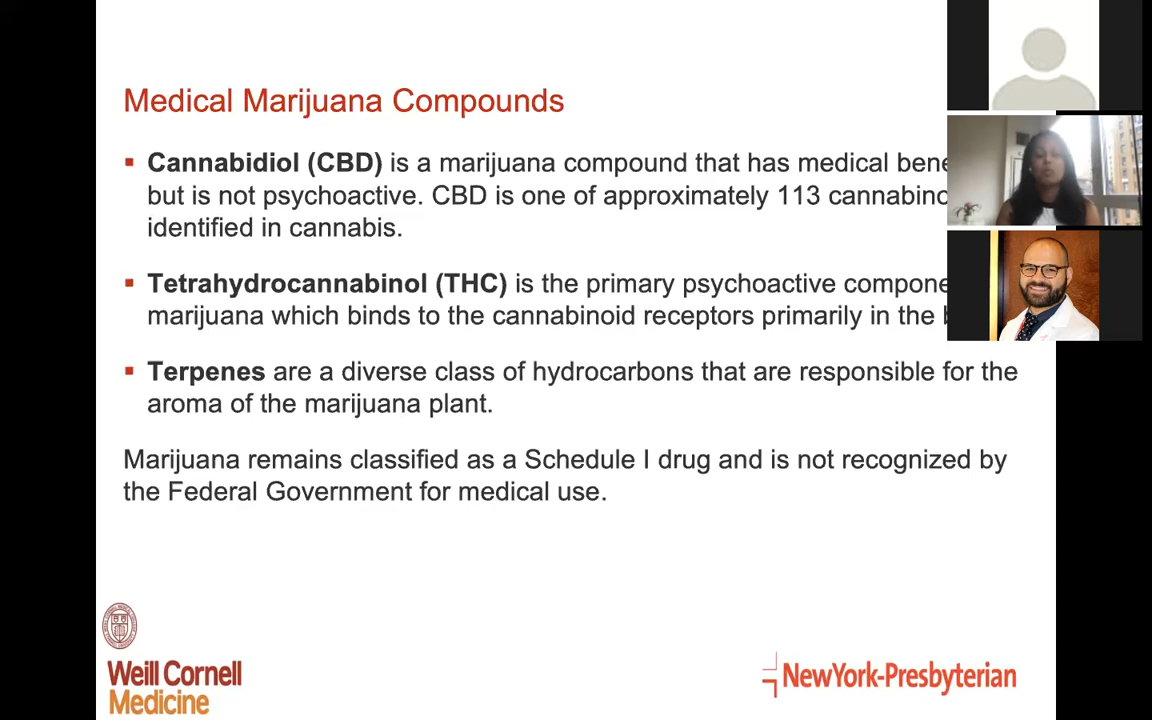 Medical Marijuana Compounds
▪ Cannabidiol (CBD) is a marijuana compound that has medical
but is not psychoactive. CBD is one of approximately 113
identified in cannabis.
▪ Tetrahydrocannabinol (THC) is the primary psychoactive
marijuana which binds to the cannabinoid receptors primarily in the
▪ Terpenes are a diverse class of hydrocarbons that are responsible for the
aroma of the marijuana plant.
Marijuana remains classified as a Schedule I drug and is not recognized by
the Federal Government for medical use.
Weill Cornell
Medicine
NewYork-Presbyterian